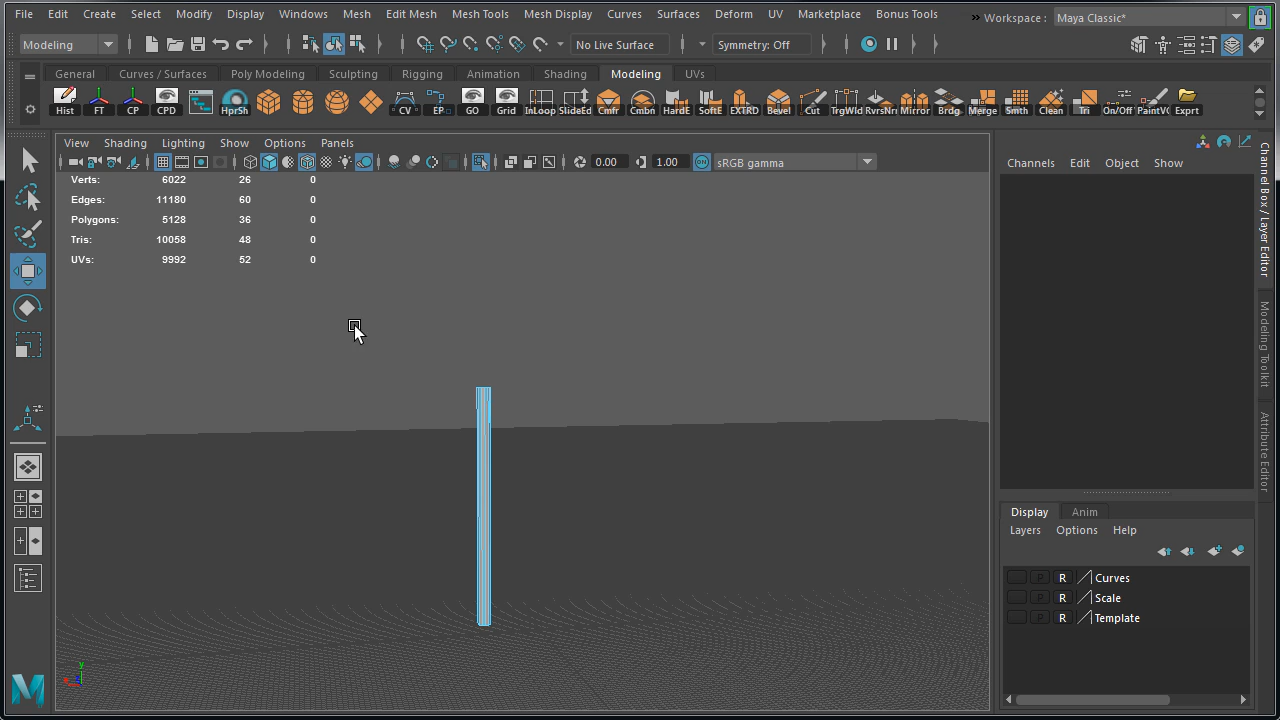 File Edit Create Select Modify Display Windows Mesh Edit Mesh Mesh Tools Mesh Display Curves Surfaces Deform UV Marketplace Bonus Tools » Workspace : Maya Classic*
Modeling No Live Surface Symmetry: Off
General Curves / Surfaces Poly Modeling Sculpting Rigging Animation Shading Modeling UVs
Hist FT CP CPD HprSh CV EP GO Grid InLoop SlideEd Cmfr Cmbn HardE SoftE EXTRD Bevel Cut TrgWld RvrsNr Mirror Brdg Merge Smth Clean Tri On/Off PaintVC Exprt
View Shading Lighting Show Options Panels
0.00 1.00 ON sRGB gamma
Channels Edit Object Show
Verts: 6022 26 0
Edges: 11180 60 0
Polygons: 5128 36 0
Tris: 10058 48 0
UVs: 9992 52 0
Channel Box / Layer Editor
Modeling Toolkit
Attribute Editor
Display Anim
Layers Options Help
P R Curves
P R Scale
P R Template
y
M